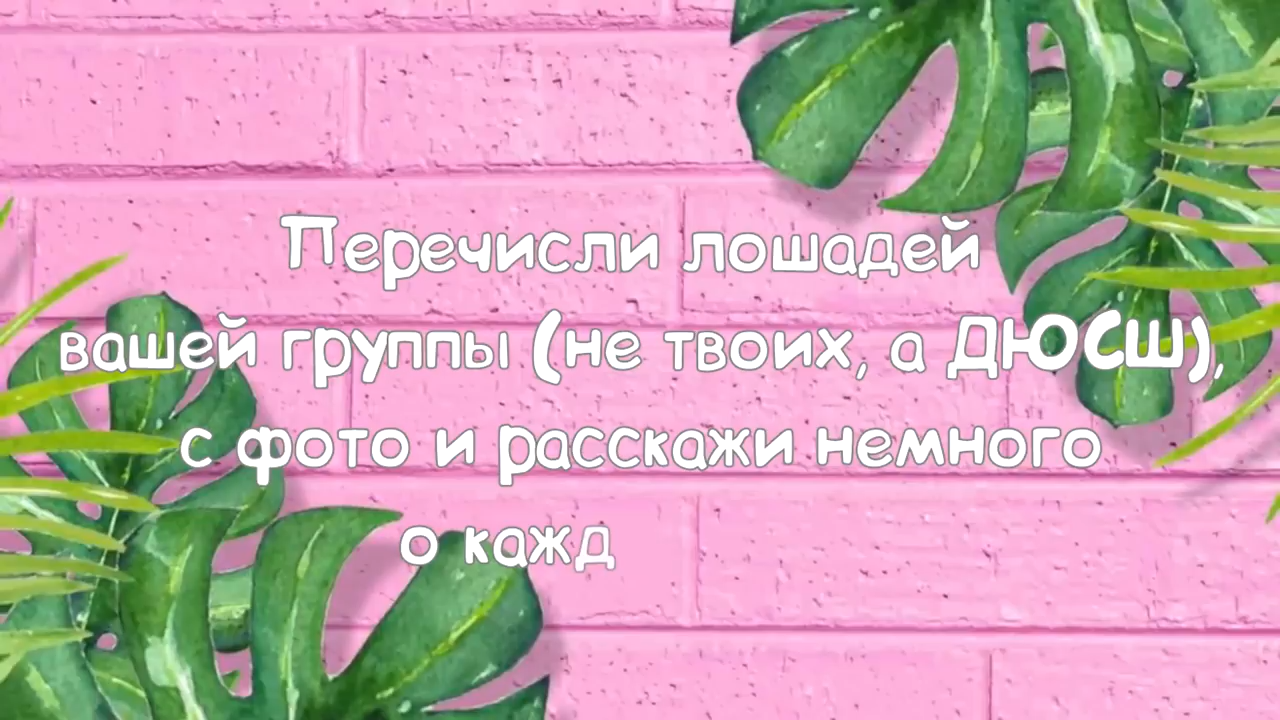 Перечисли лошадей
вашей группы (не твоих, а ДЮСШ),
с фото и расскажи немного
о кажд